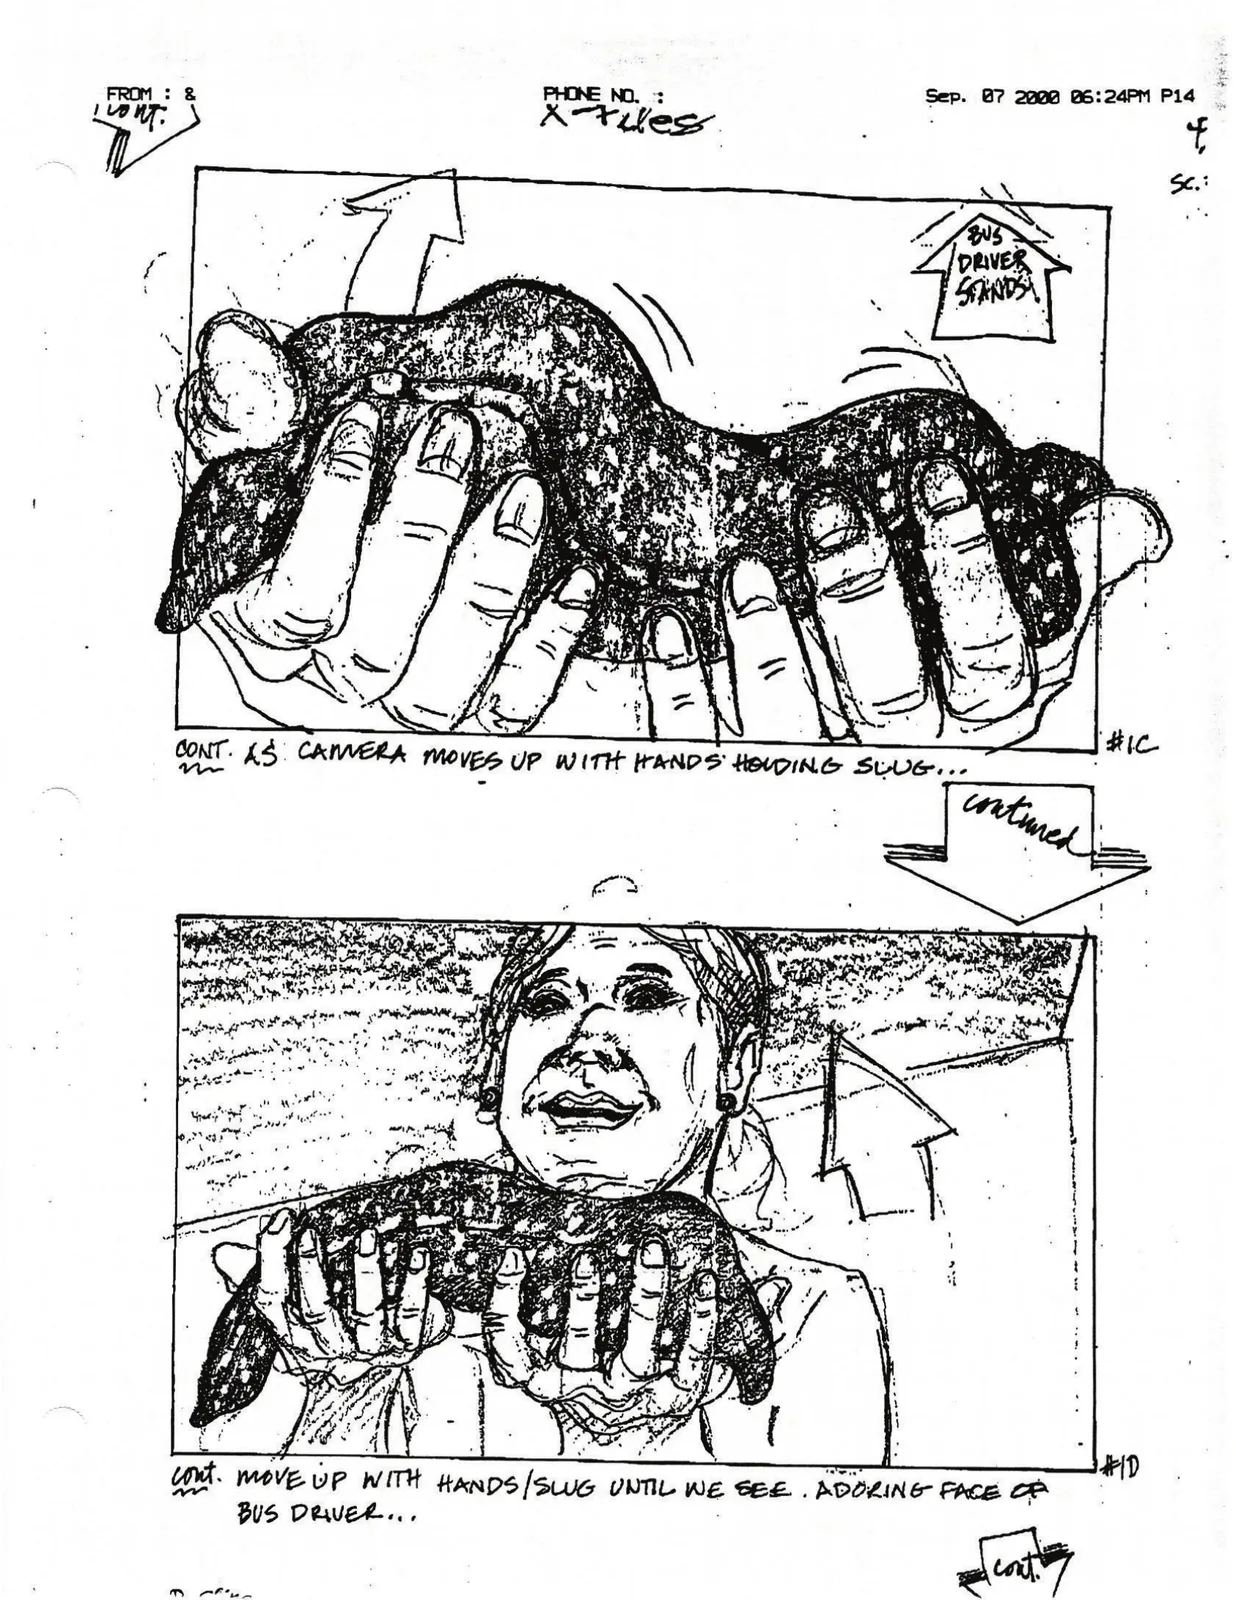 FROM : &
PHONE NO. :
Sep. 07 2000 06:24PM P14
cont.
X-Files
4.
SC.:
BUS
DRIVER
STANDS
CONT. AS CAMERA MOVES UP WITH HANDS HOLDING SLUG...
#1C
continued
cont. MOVE UP WITH HANDS/SLUG UNTIL WE SEE . ADORING FACE OF
#1D
BUS DRIVER...
cont.